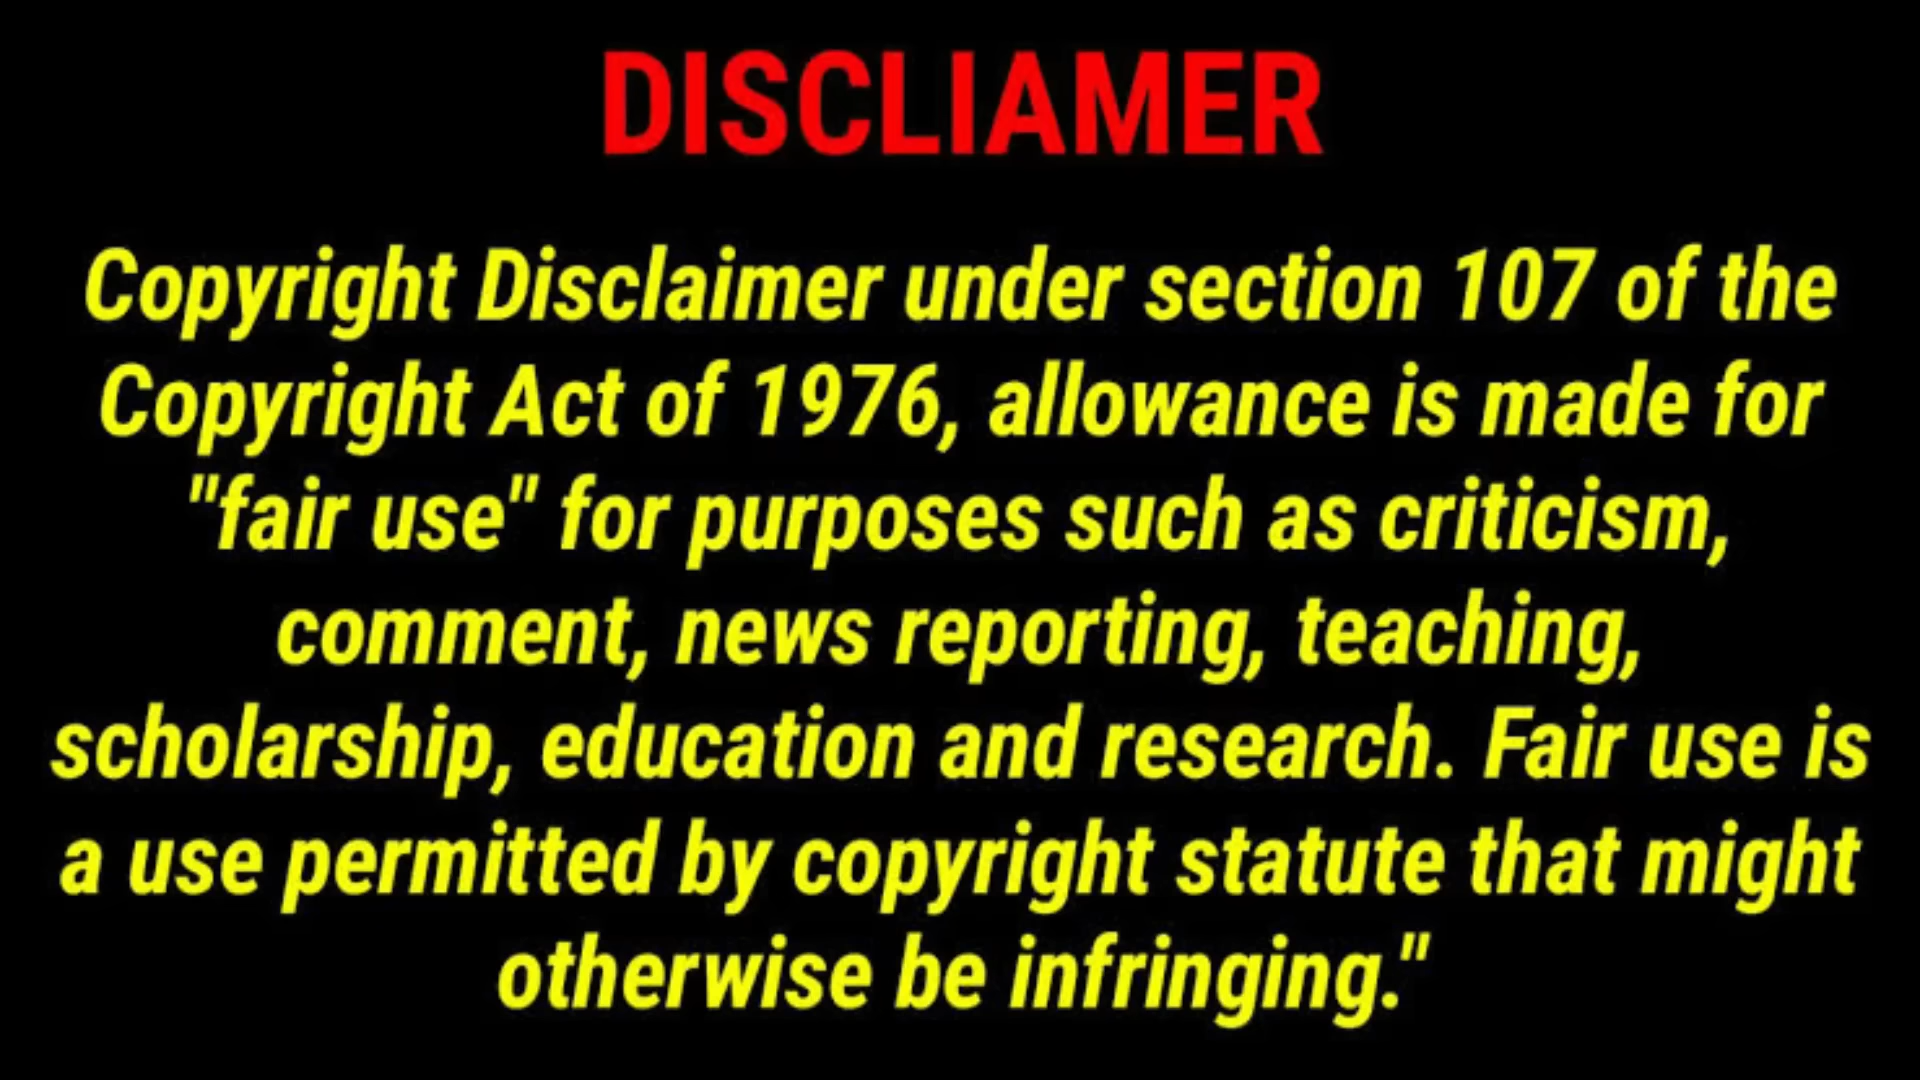 DISCLIAMER
Copyright Disclaimer under section 107 of the
Copyright Act of 1976, allowance is made for
"fair use" for purposes such as criticism,
comment, news reporting, teaching,
scholarship, education and research. Fair use is
a use permitted by copyright statute that might
otherwise be infringing."